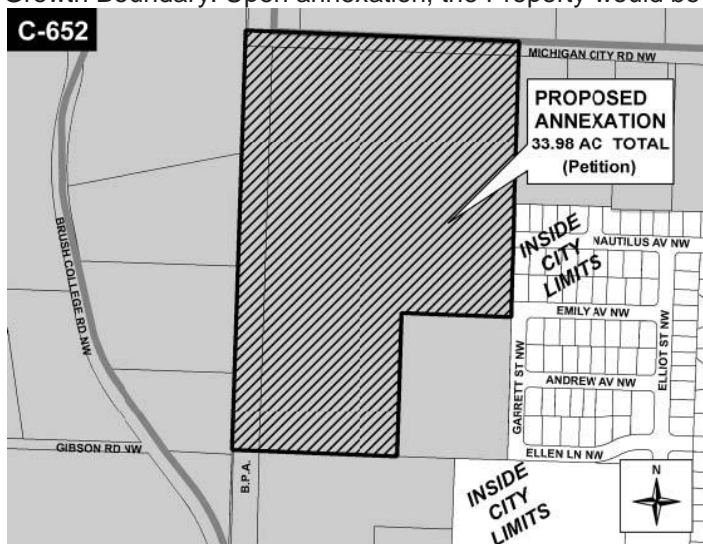 Growth Boundary. Upon annexation, the Property would be
C-652
MICHIGAN CITY RD NW
PROPOSED
ANNEXATION
33.98 AC TOTAL
(Petition)
BRUSH COLLEGE RD NW
INSIDE
CITY
LIMITS
NAUTILUS AV NW
EMILY AV NW
GARRETT ST NW
ELLIOT ST NW
ANDREW AV NW
ELLEN LN NW
GIBSON RD NW
B.P.A.
INSIDE
CITY
LIMITS
N